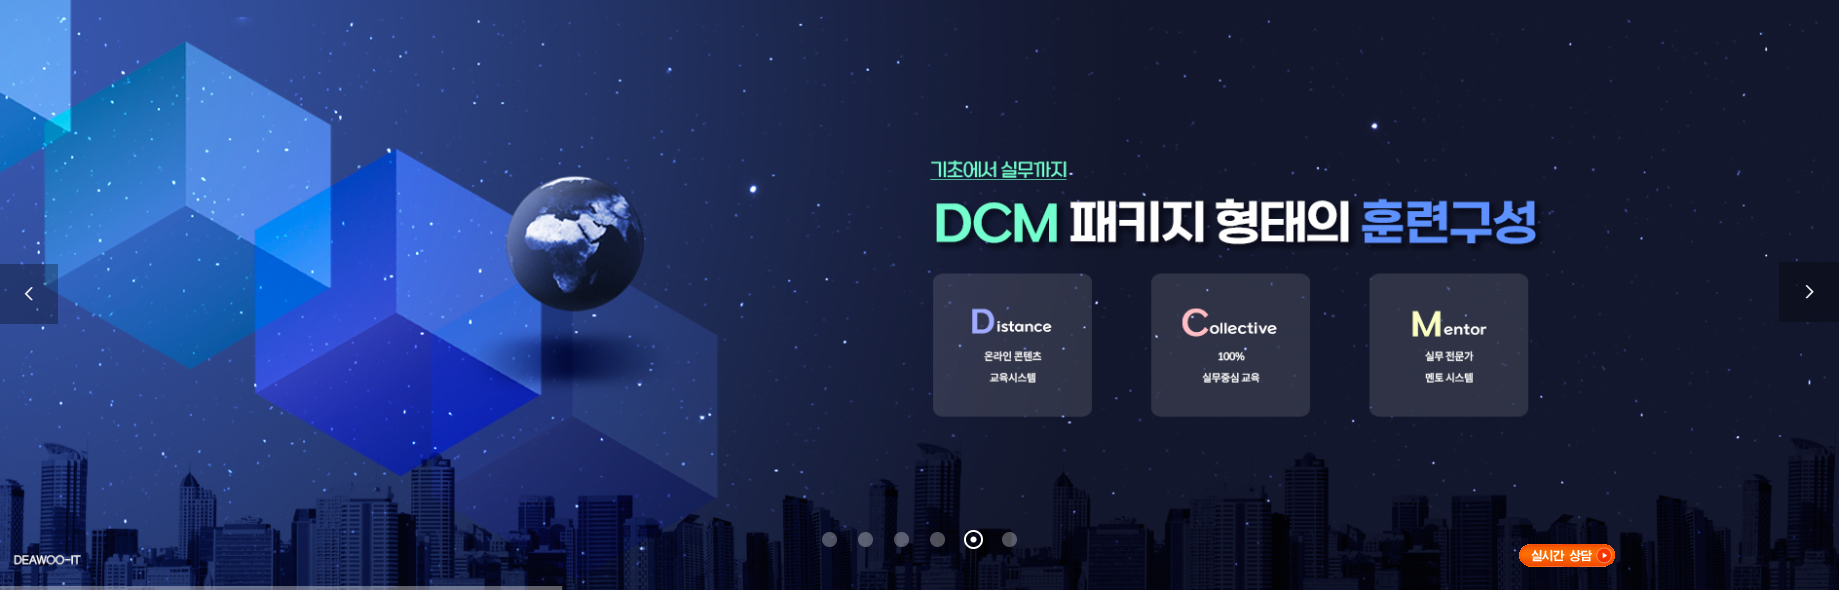 기초에서 실무까지
DCM 패키지 형태의 훈련구성
Distance
온라인 콘텐츠
교육시스템
Collective
100%
실무중심 교육
Mentor
실무 전문가
멘토 시스템
DEAWOO-IT
실시간 상담